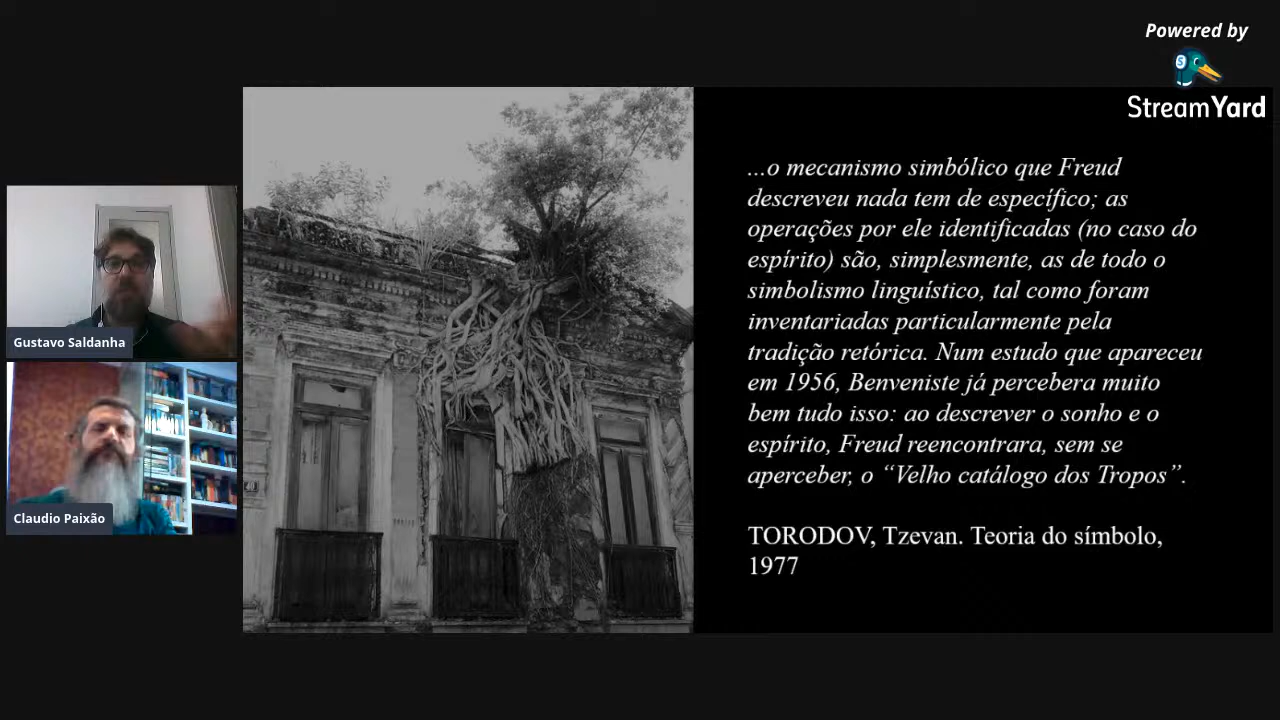 Powered by
StreamYard
...o mecanismo simbólico que Freud
descreveu nada tem de específico; as
operações por ele identificadas (no caso do
espírito) são, simplesmente, as de todo o
simbolismo linguístico, tal como foram
inventariadas particularmente pela
tradição retórica. Num estudo que apareceu
em 1956, Benveniste já percebera muito
bem tudo isso: ao descrever o sonho e o
espírito, Freud reencontrara, sem se
aperceber, o “Velho catálogo dos Tropos”.
TORODOV, Tzevan. Teoria do símbolo,
1977
Gustavo Saldanha
Claudio Paixão